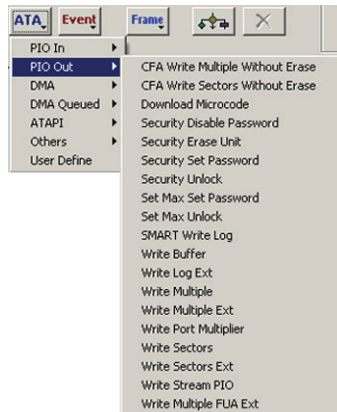 ATA Event Frame
PIO In
PIO Out
DMA
DMA Queued
ATAPI
Others
User Define
CFA Write Multiple Without Erase
CFA Write Sectors Without Erase
Download Microcode
Security Disable Password
Security Erase Unit
Security Set Password
Security Unlock
Set Max Set Password
Set Max Unlock
SMART Write Log
Write Buffer
Write Log Ext
Write Multiple
Write Multiple Ext
Write Port Multiplier
Write Sectors
Write Sectors Ext
Write Stream PIO
Write Multiple FUA Ext